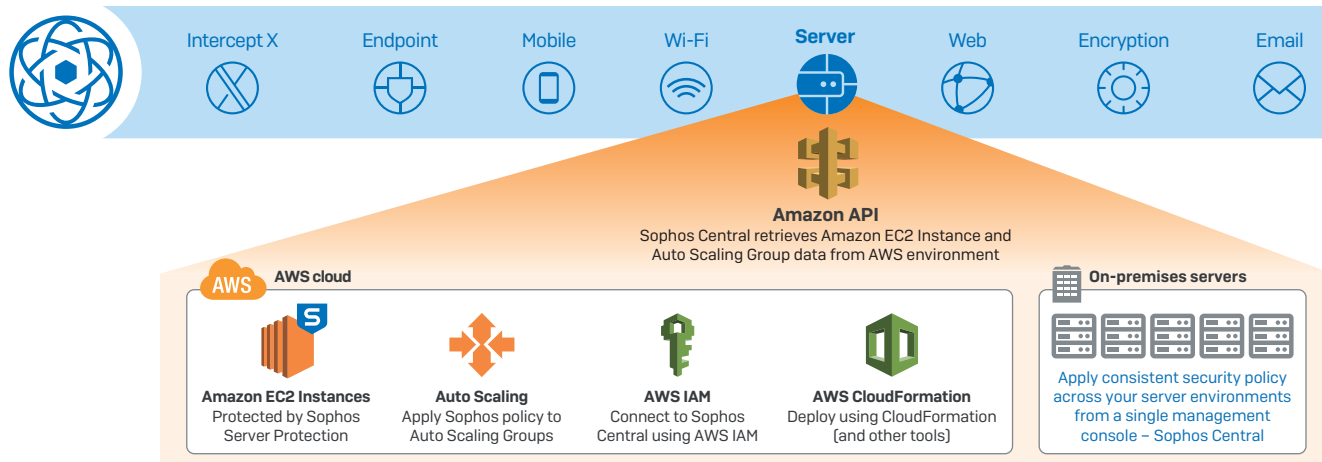 Intercept X
Endpoint
Mobile
Wi-Fi
Server
Web
Encryption
Email
Amazon API
Sophos Central retrieves Amazon EC2 Instance and
Auto Scaling Group data from AWS environment
AWS
AWS cloud
S
Amazon EC2 Instances
Protected by Sophos
Server Protection
Auto Scaling
Apply Sophos policy to
Auto Scaling Groups
AWS IAM
Connect to Sophos
Central using AWS IAM
AWS CloudFormation
Deploy using CloudFormation
(and other tools)
On-premises servers
Apply consistent security policy
across your server environments
from a single management
console – Sophos Central